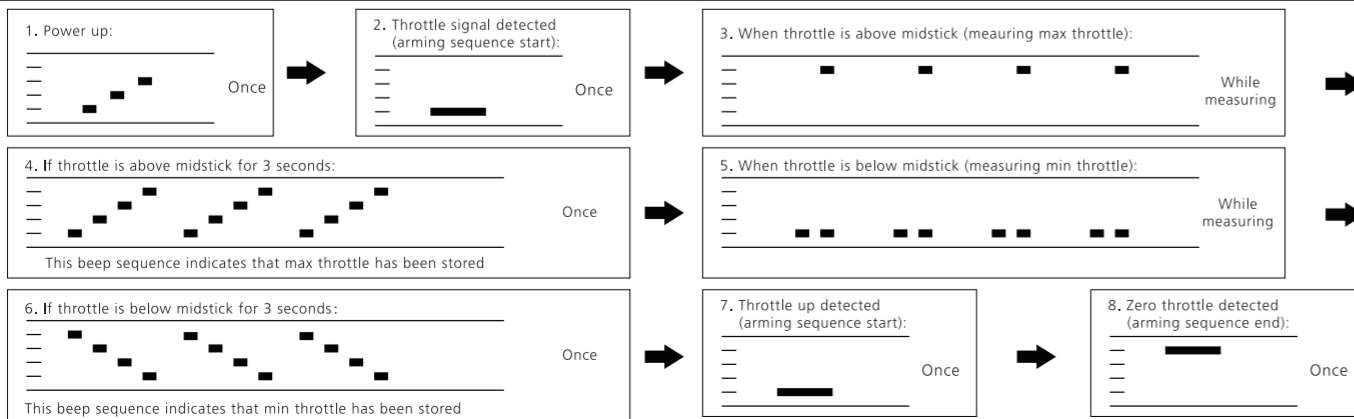 1. Power up:
Once
2. Throttle signal detected
(arming sequence start):
Once
3. When throttle is above midstick (meauring max throttle):
While
measuring
4. If throttle is above midstick for 3 seconds:
Once
This beep sequence indicates that max throttle has been stored
5. When throttle is below midstick (measuring min throttle):
While
measuring
6. If throttle is below midstick for 3 seconds:
Once
This beep sequence indicates that min throttle has been stored
7. Throttle up detected
(arming sequence start):
Once
8. Zero throttle detected
(arming sequence end):
Once